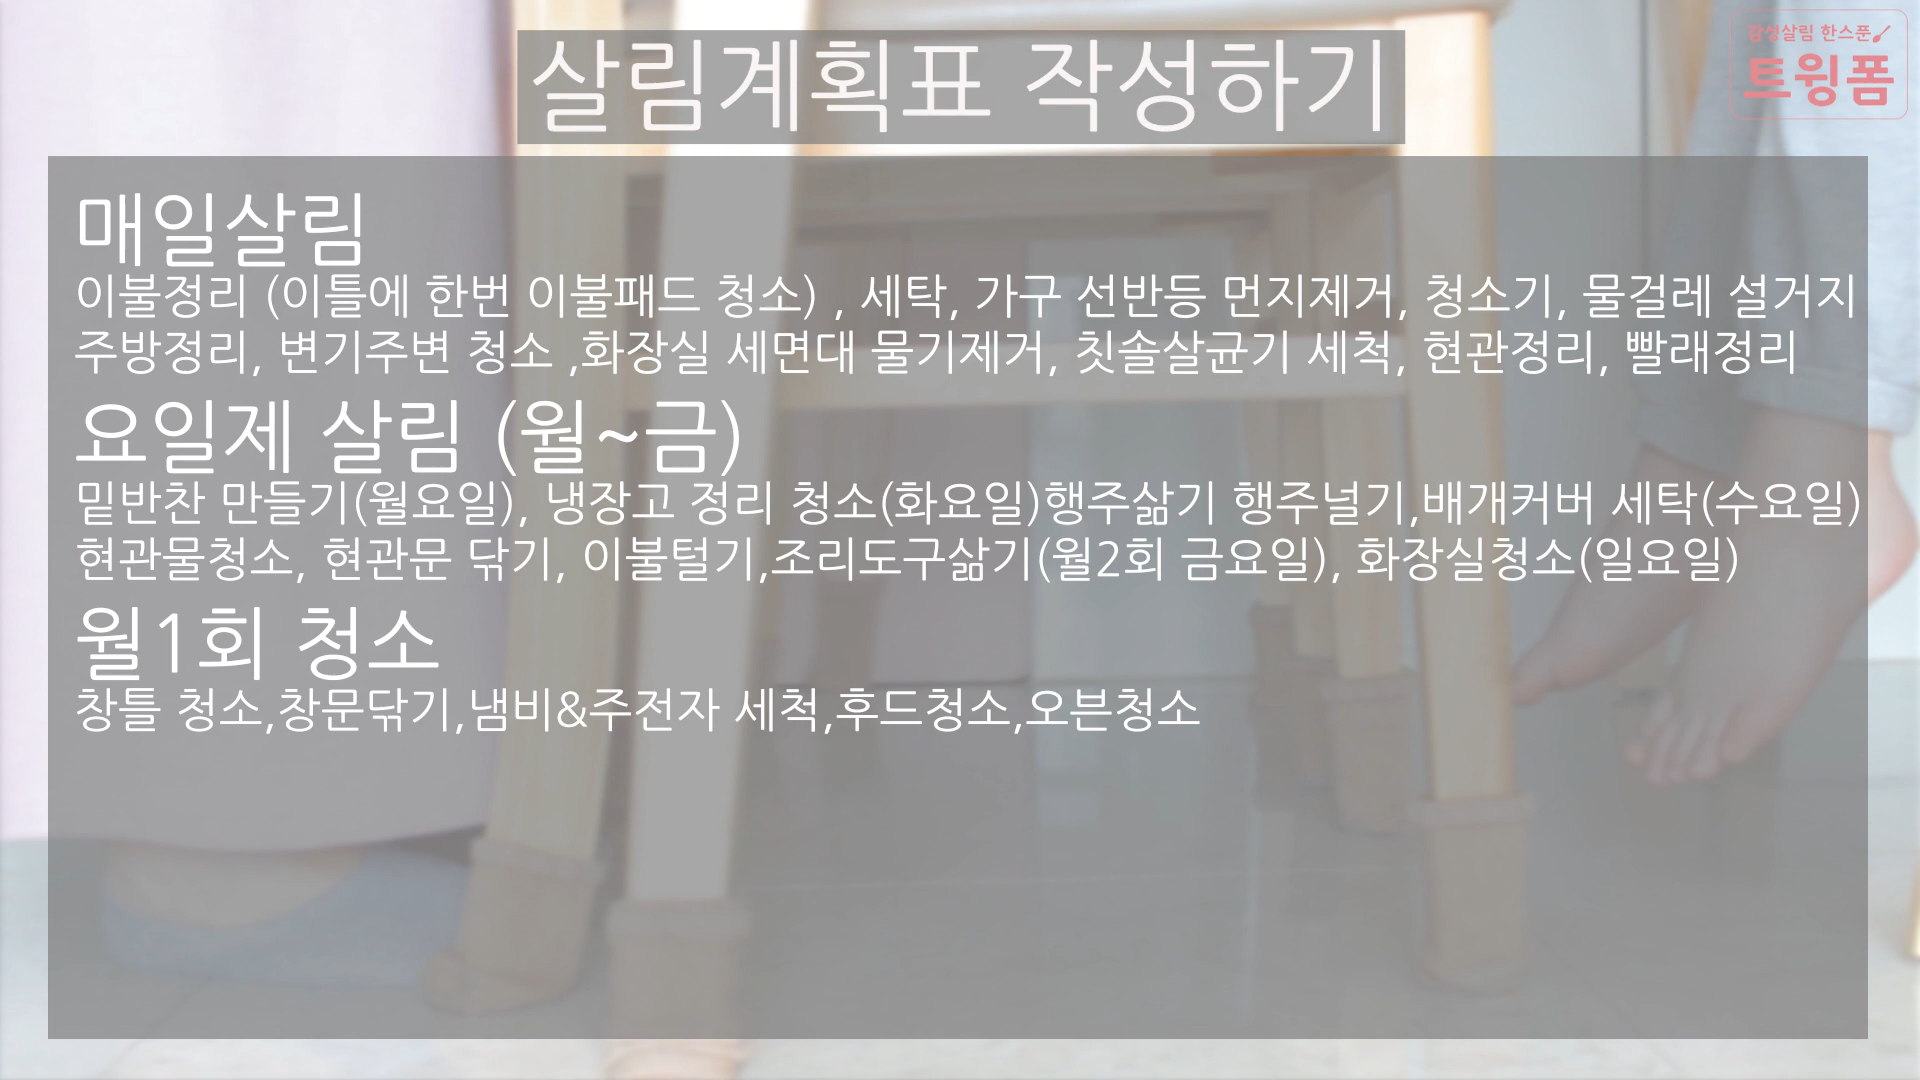 살림계획표 작성하기
감성살림 한스푼
트윙폼
매일살림
이불정리 (이틀에 한번 이불패드 청소) , 세탁, 가구 선반등 먼지제거, 청소기, 물걸레 설거지
주방정리, 변기주변 청소 ,화장실 세면대 물기제거, 칫솔살균기 세척, 현관정리, 빨래정리
요일제 살림 (월~금)
밑반찬 만들기(월요일), 냉장고 정리 청소(화요일)행주삶기 행주널기,배개커버 세탁(수요일)
현관물청소, 현관문 닦기, 이불털기,조리도구삶기(월2회 금요일), 화장실청소(일요일)
월1회 청소
창틀 청소,창문닦기,냄비&주전자 세척,후드청소,오븐청소